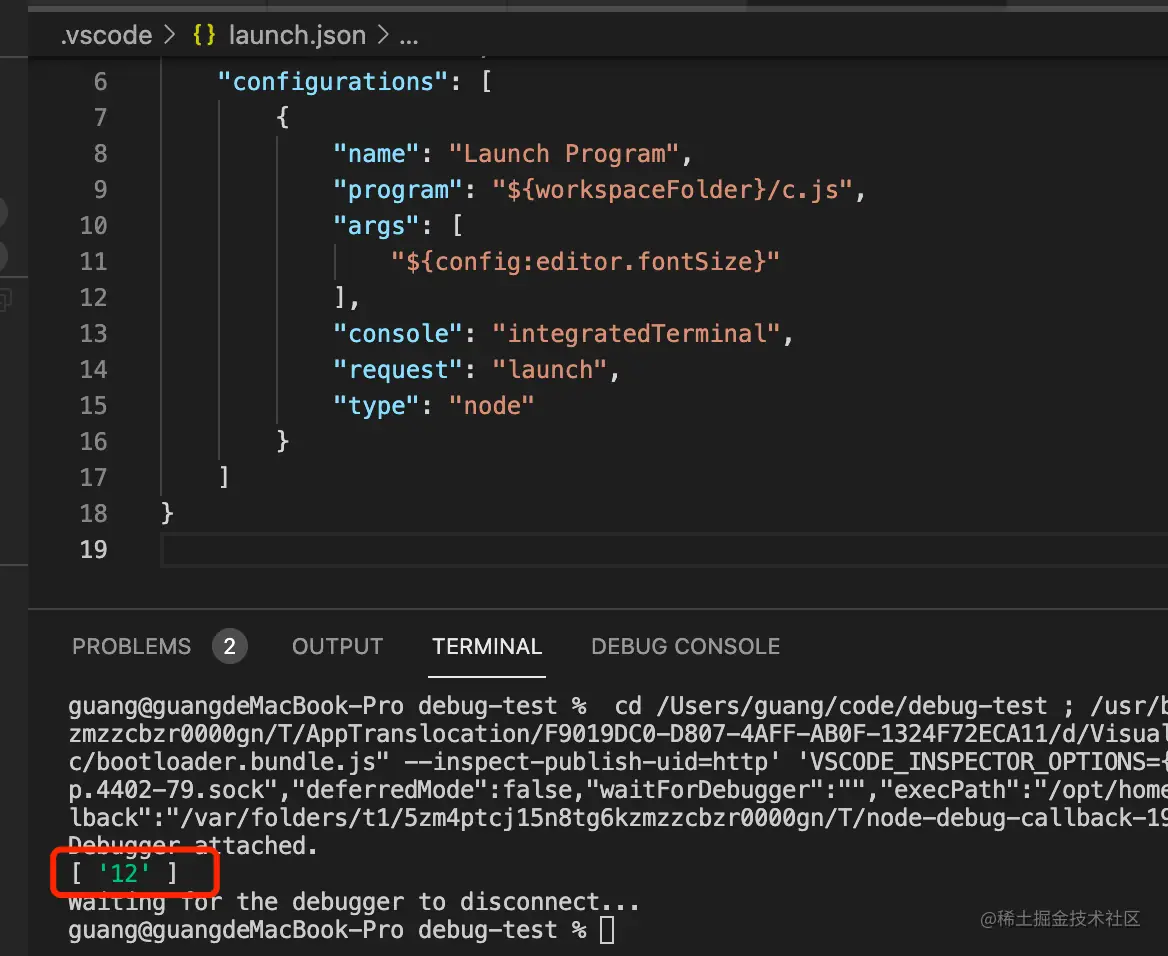 .vscode > {} launch.json > ...
6 "configurations": [
7 {
8 "name": "Launch Program",
9 "program": "${workspaceFolder}/c.js",
10 "args": [
11 "${config:editor.fontSize}"
12 ],
13 "console": "integratedTerminal",
14 "request": "launch",
15 "type": "node"
16 }
17 ]
18 }
19
PROBLEMS 2 OUTPUT TERMINAL DEBUG CONSOLE
guang@guangdeMacBook-Pro debug-test %  cd /Users/guang/code/debug-test ; /usr/b
zmzzcbzr0000gn/T/AppTranslocation/F9019DC0-D807-4AFF-AB0F-1324F72ECA11/d/Visual
c/bootloader.bundle.js" --inspect-publish-uid=http' 'VSCODE_INSPECTOR_OPTIONS={
p.4402-79.sock","deferredMode":false,"waitForDebugger":"","execPath":"/opt/home
lback":"/var/folders/t1/5zm4ptcj15n8tg6kzmzzcbzr0000gn/T/node-debug-callback-19
Debugger attached.
[ '12' ]
Waiting for the debugger to disconnect...
guang@guangdeMacBook-Pro debug-test %
@稀土掘金技术社区